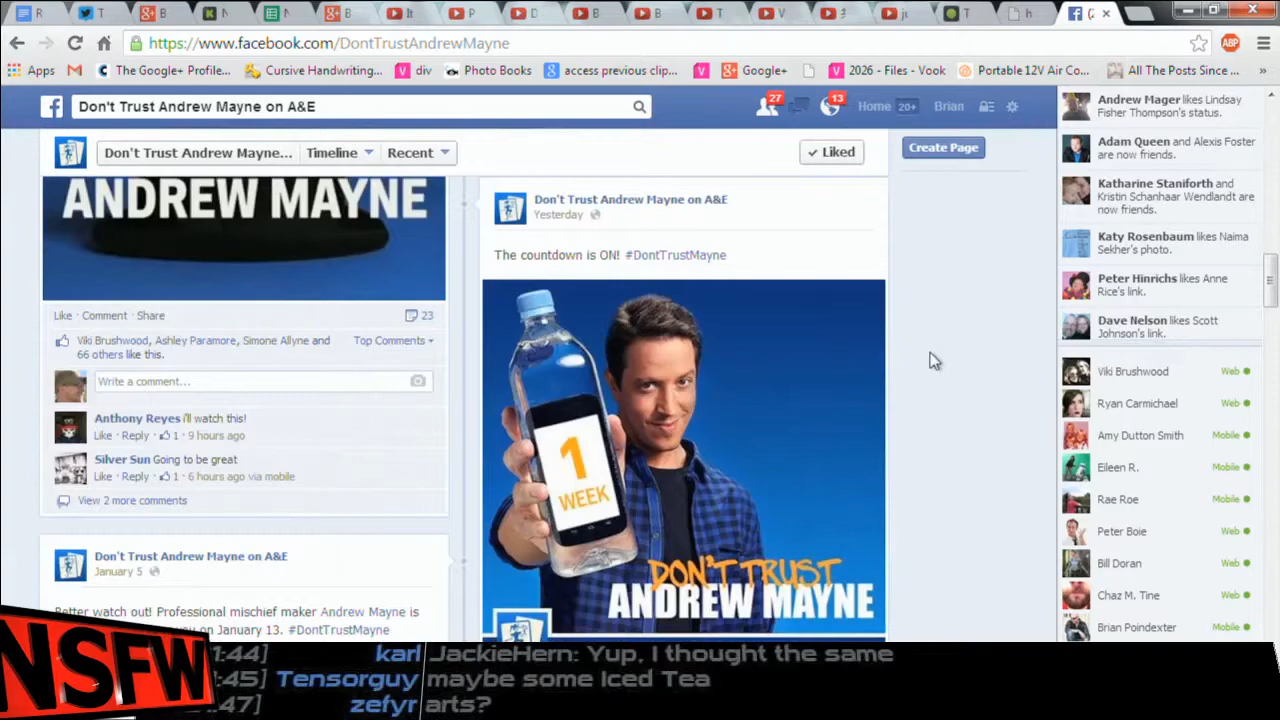 R
T
B
N
N
B
It
P
D
B
B
T
V
j
T
h
https://www.facebook.com/DontTrustAndrewMayne
ABP
Apps
The Google+ Profile...
Cursive Handwriting...
div
Photo Books
access previous clip...
Google+
2026 - Files - Vook
Portable 12V Air Co...
All The Posts Since ...
»
Don't Trust Andrew Mayne on A&E
27
13
Home 20+
Brian
Don't Trust Andrew Mayne...
Timeline
Recent
✓ Liked
Create Page
ANDREW MAYNE
Like · Comment · Share
23
Viki Brushwood, Ashley Paramore, Simone Allyne and
66 others like this.
Top Comments
Write a comment...
Anthony Reyes i'll watch this!
Like · Reply · 1 · 9 hours ago
Silver Sun Going to be great
Like · Reply · 1 · 6 hours ago via mobile
View 2 more comments
Don't Trust Andrew Mayne on A&E
January 5
Better watch out! Professional mischief maker Andrew Mayne is
you on January 13. #DontTrustMayne
Don't Trust Andrew Mayne on A&E
Yesterday
The countdown is ON! #DontTrustMayne
1
WEEK
DON'T TRUST
ANDREW MAYNE
Andrew Mager likes Lindsay
Fisher Thompson's status.
Adam Queen and Alexis Foster
are now friends.
Katharine Staniforth and
Kristin Schanhaar Wendlandt are
now friends.
Katy Rosenbaum likes Naima
Sekher's photo.
Peter Hinrichs likes Anne
Rice's link.
Dave Nelson likes Scott
Johnson's link.
Viki Brushwood Web
Ryan Carmichael Web
Amy Dutton Smith Mobile
Eileen R. Mobile
Rae Roe Mobile
Peter Boie Web
Bill Doran Web
Chaz M. Tine Web
Brian Poindexter Mobile
NSFW
:44] karl JackieHern: Yup, I thought the same
:45] Tensorguy maybe some Iced Tea
:47] zefyr arts?